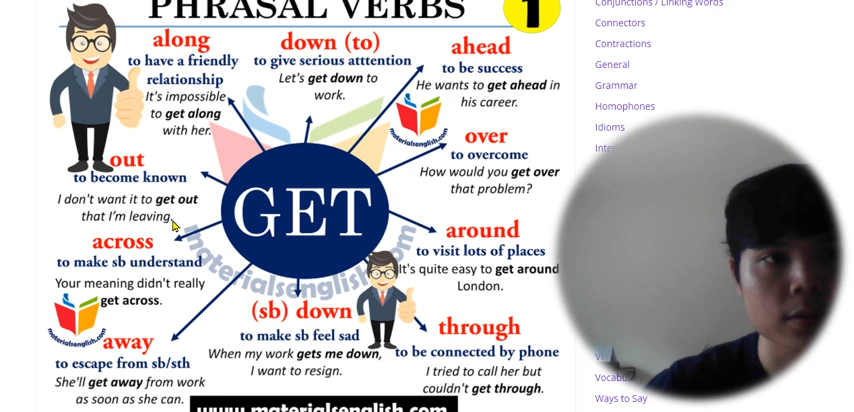 PHRASAL VERBS
1
along
to have a friendly
relationship
It's impossible
to get along
with her.
down (to)
to give serious atttention
Let's get down to
work.
ahead
to be success
He wants to get ahead in
his career.
materialsenglish.com
out
to become known
I don't want it to get out
that I'm leaving.
GET
over
to overcome
How would you get over
that problem?
across
to make sb understand
Your meaning didn't really
get across.
around
to visit lots of places
It's quite easy to get around
London.
materialsenglish.com
materialsenglish.com
away
to escape from sb/sth
She'll get away from work
as soon as she can.
(sb) down
to make sb feel sad
When my work gets me down,
I want to resign.
through
to be connected by phone
I tried to call her but
couldn't get through.
www.materialsenglish.com
Conjunctions / Linking Words
Connectors
Contractions
General
Grammar
Homophones
Idioms
Ways to Say